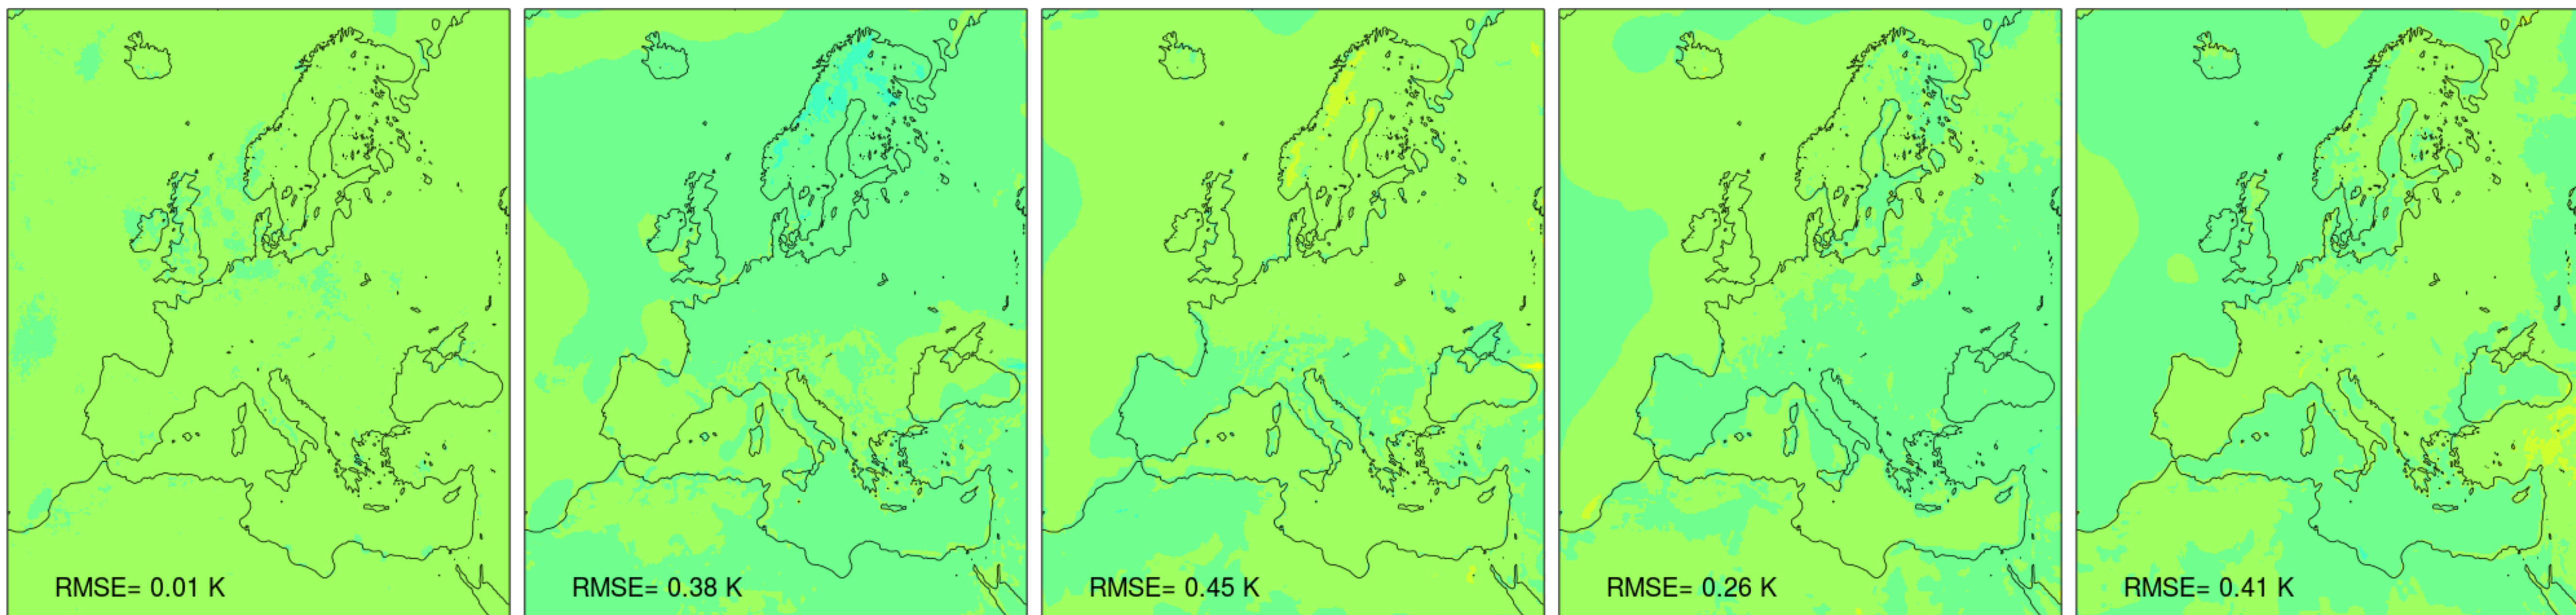 RMSE= 0.01 K
RMSE= 0.38 K
RMSE= 0.45 K
RMSE= 0.26 K
RMSE= 0.41 K